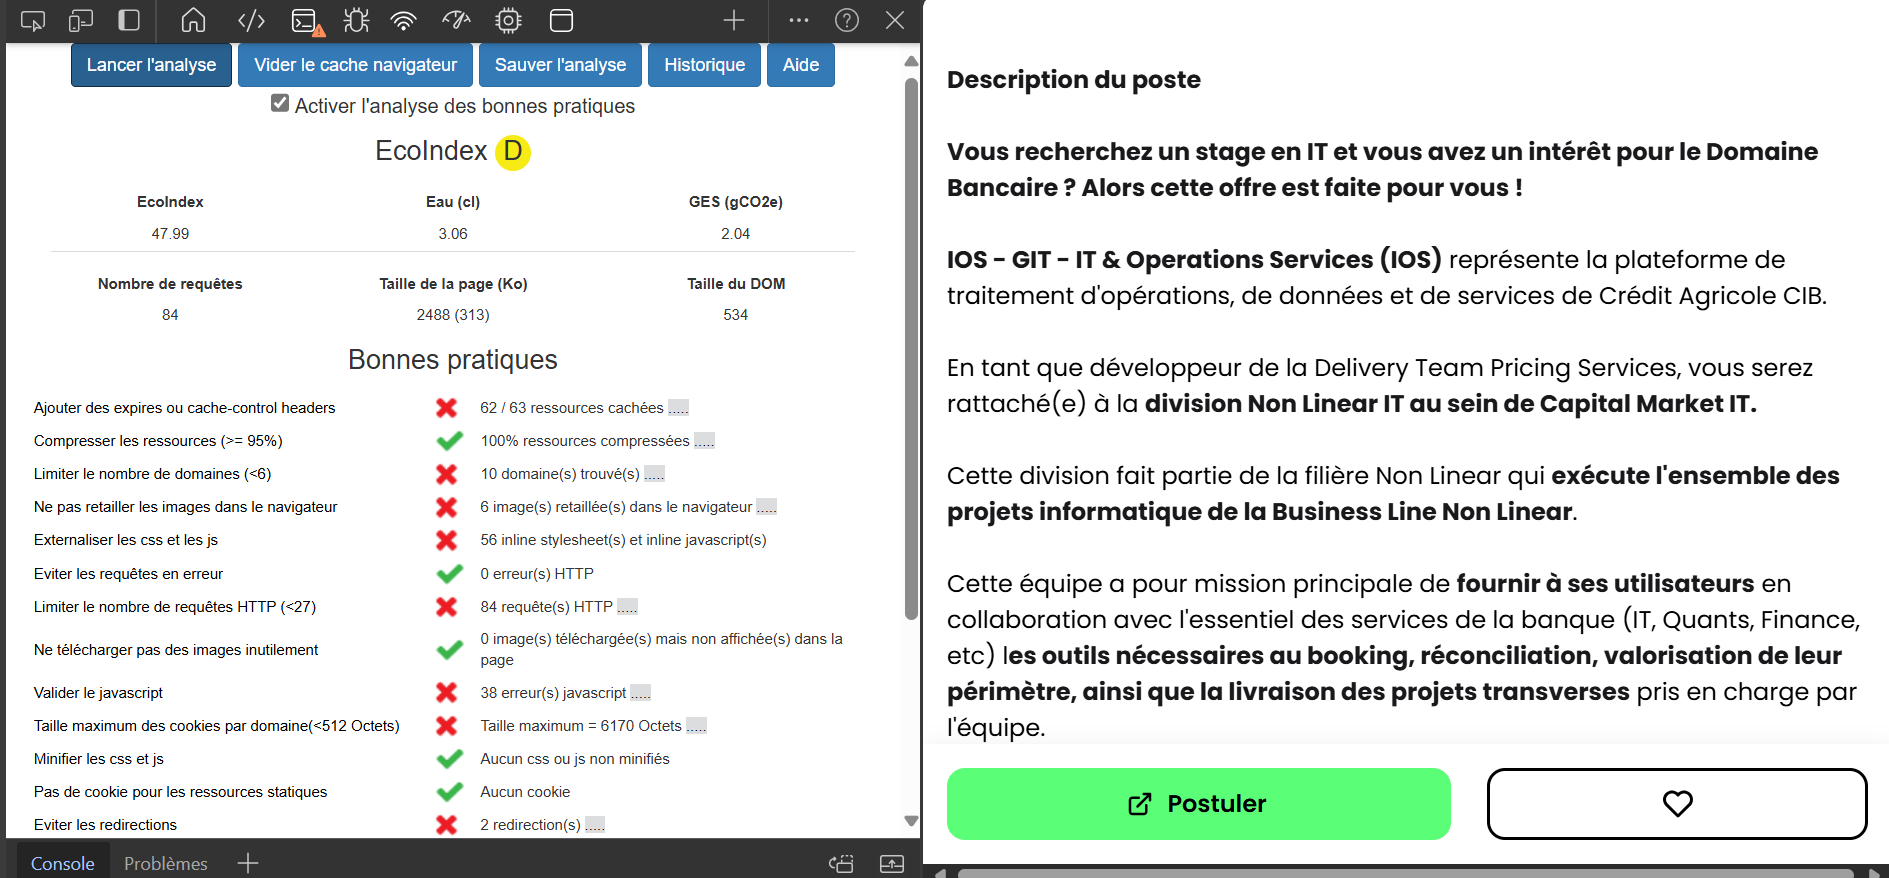 Lancer l'analyse Vider le cache navigateur Sauver l'analyse Historique Aide
Activer l'analyse des bonnes pratiques
EcoIndex D
EcoIndex Eau (cl) GES (gCO2e)
47.99 3.06 2.04
Nombre de requêtes Taille de la page (Ko) Taille du DOM
84 2488 (313) 534
Bonnes pratiques
Ajouter des expires ou cache-control headers 62 / 63 ressources cachées .....
Compresser les ressources (>= 95%) 100% ressources compressées .....
Limiter le nombre de domaines (<6) 10 domaine(s) trouvé(s) .....
Ne pas retailler les images dans le navigateur 6 image(s) retaillée(s) dans le navigateur .....
Externaliser les css et les js 56 inline stylesheet(s) et inline javascript(s)
Eviter les requêtes en erreur 0 erreur(s) HTTP
Limiter le nombre de requêtes HTTP (<27) 84 requête(s) HTTP .....
Ne télécharger pas des images inutilement 0 image(s) téléchargée(s) mais non affichée(s) dans la
page
Valider le javascript 38 erreur(s) javascript .....
Taille maximum des cookies par domaine(<512 Octets) Taille maximum = 6170 Octets .....
Minifier les css et js Aucun css ou js non minifiés
Pas de cookie pour les ressources statiques Aucun cookie
Eviter les redirections 2 redirection(s) .....
Console Problèmes
Description du poste
Vous recherchez un stage en IT et vous avez un intérêt pour le Domaine
Bancaire ? Alors cette offre est faite pour vous !
IOS - GIT - IT & Operations Services (IOS) représente la plateforme de
traitement d'opérations, de données et de services de Crédit Agricole CIB.
En tant que développeur de la Delivery Team Pricing Services, vous serez
rattaché(e) à la division Non Linear IT au sein de Capital Market IT.
Cette division fait partie de la filière Non Linear qui exécute l'ensemble des
projets informatique de la Business Line Non Linear.
Cette équipe a pour mission principale de fournir à ses utilisateurs en
collaboration avec l'essentiel des services de la banque (IT, Quants, Finance,
etc) les outils nécessaires au booking, réconciliation, valorisation de leur
périmètre, ainsi que la livraison des projets transverses pris en charge par
l'équipe.
Postuler